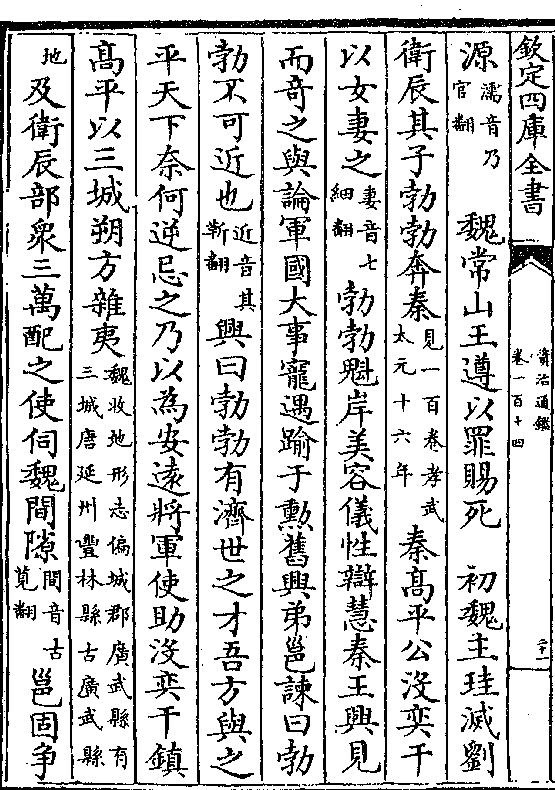 欽定四庫全書
資治通鑑
卷一百十四
二十一
源濡音乃官翻 魏常山王遵以罪賜死 初魏主珪滅劉
衛辰其子勃勃奔秦見一百卷孝武太元十六年秦高平公沒奕干
以女妻之妻音七細翻勃勃魁岸美容儀性辯慧秦王興見
而奇之與論軍國大事寵遇踰于勲舊興弟邕諫曰勃
勃不可近也近音其靳翻興曰勃勃有濟世之才吾方與之
平天下奈何逆忌之乃以為安遠將軍使助沒奕干鎮
高平以三城朔方雜夷魏收地形志偏城郡廣武縣有三城唐延州豐林縣古廣武縣
地及衛辰部衆三萬配之使伺魏間隙間音古莧翻邕固争